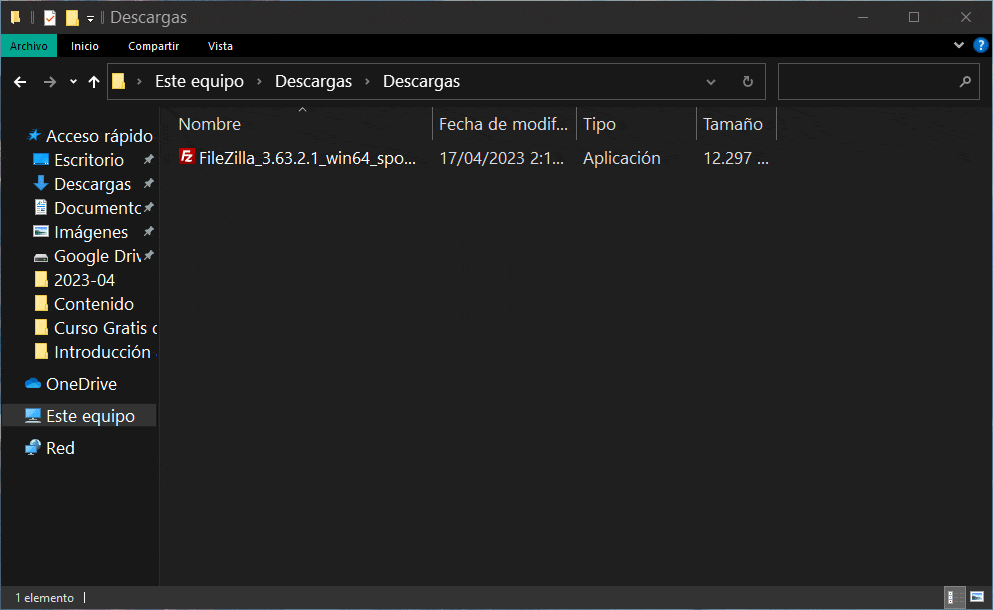 Descargas
Archivo Inicio Compartir Vista
Este equipo › Descargas › Descargas
Nombre Fecha de modif... Tipo Tamaño
FileZilla_3.63.2.1_win64_spo... 17/04/2023 2:1... Aplicación 12.297 ...
Acceso rápido
Escritorio
Descargas
Documento
Imágenes
Google Driv
2023-04
Contenido
Curso Gratis d
Introducción
OneDrive
Este equipo
Red
1 elemento